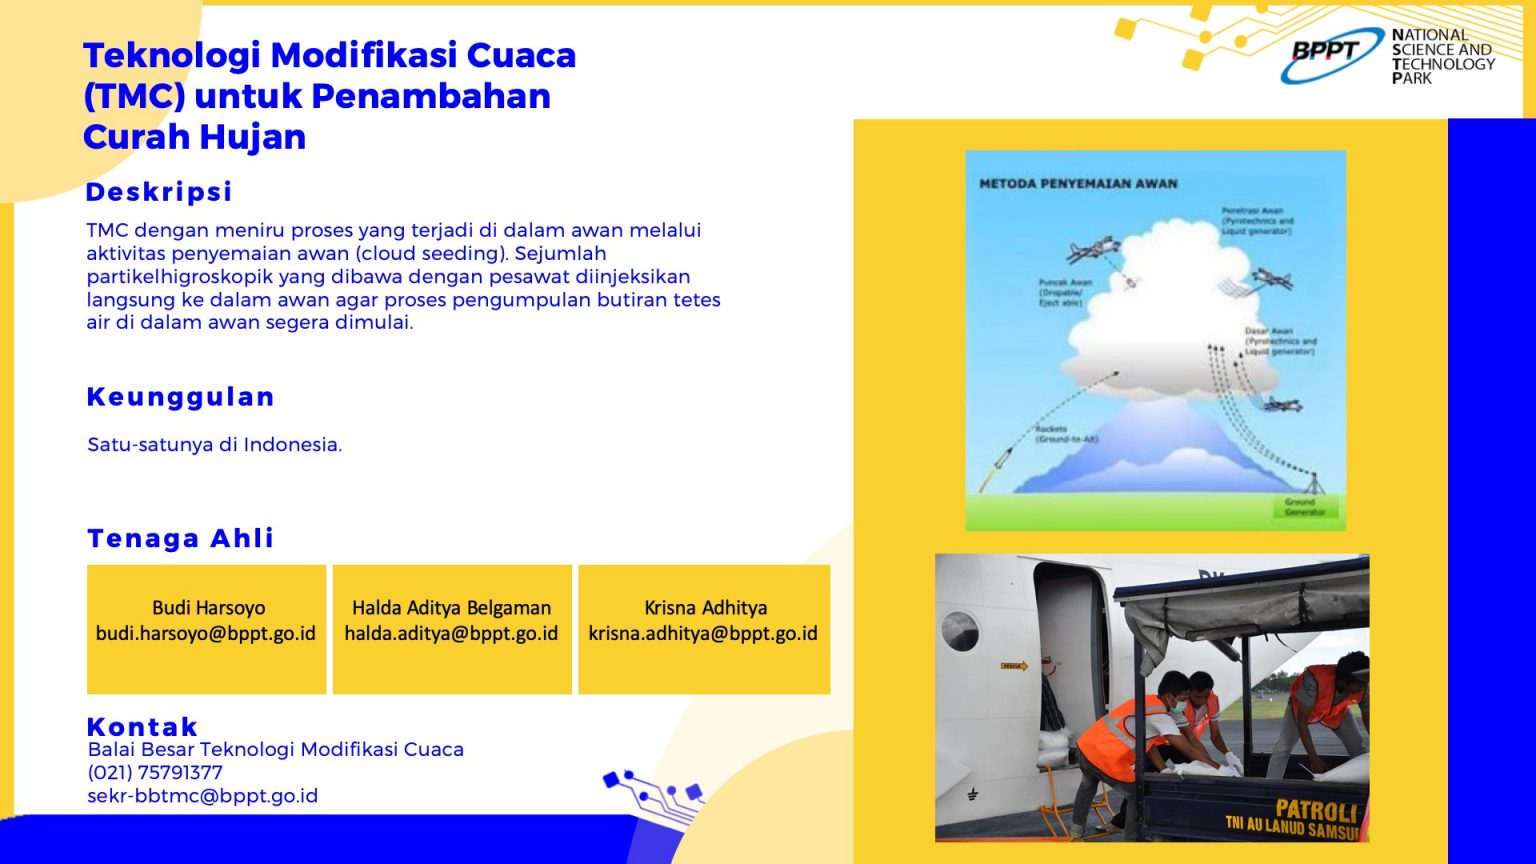 Teknologi Modifikasi Cuaca
(TMC) untuk Penambahan
Curah Hujan
BPPT
NATIONAL
SCIENCE AND
TECHNOLOGY
PARK
Deskripsi
TMC dengan meniru proses yang terjadi di dalam awan melalui
aktivitas penyemaian awan (cloud seeding). Sejumlah
partikelhigroskopik yang dibawa dengan pesawat diinjeksikan
langsung ke dalam awan agar proses pengumpulan butiran tetes
air di dalam awan segera dimulai.
Keunggulan
Satu-satunya di Indonesia.
Tenaga Ahli
Budi Harsoyo
budi.harsoyo@bppt.go.id
Halda Aditya Belgaman
halda.aditya@bppt.go.id
Krisna Adhitya
krisna.adhitya@bppt.go.id
Kontak
Balai Besar Teknologi Modifikasi Cuaca
(021) 75791377
sekr-bbtmc@bppt.go.id
METODA PENYEMAIAN AWAN
Penetrasi Awan
(Pyrotechnics and
Liquid generator)
Puncak Awan
(Dropable/
Eject able)
Dasar Awan
(Pyrotechnics and
Liquid generator)
Rockets
(Ground-to-Air)
Ground
Generator
RESCUE
PATROLI
TNI AU LANUD SAMSU